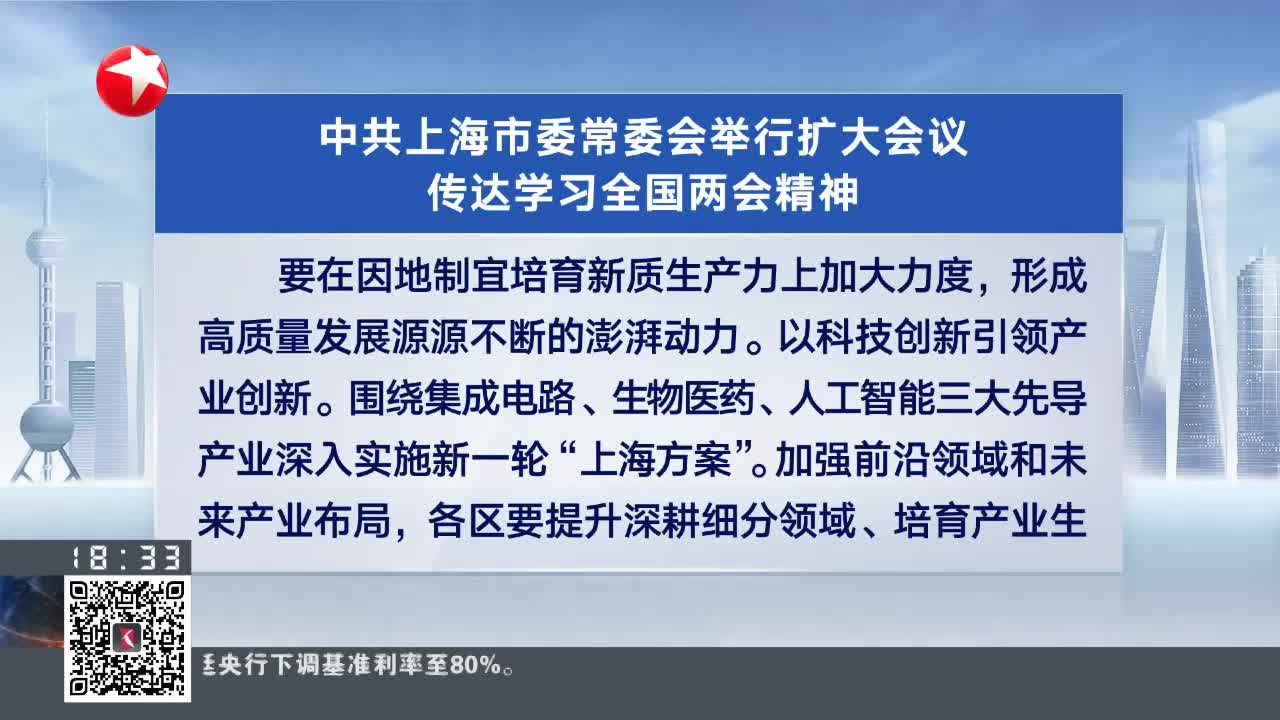 中共上海市委常委会举行扩大会议
传达学习全国两会精神
要在因地制宜培育新质生产力上加大力度，形成
高质量发展源源不断的澎湃动力。以科技创新引领产
业创新。围绕集成电路、生物医药、人工智能三大先导
产业深入实施新一轮“上海方案”。加强前沿领域和未
来产业布局，各区要提升深耕细分领域、培育产业生
18:33
央行下调基准利率至80%。